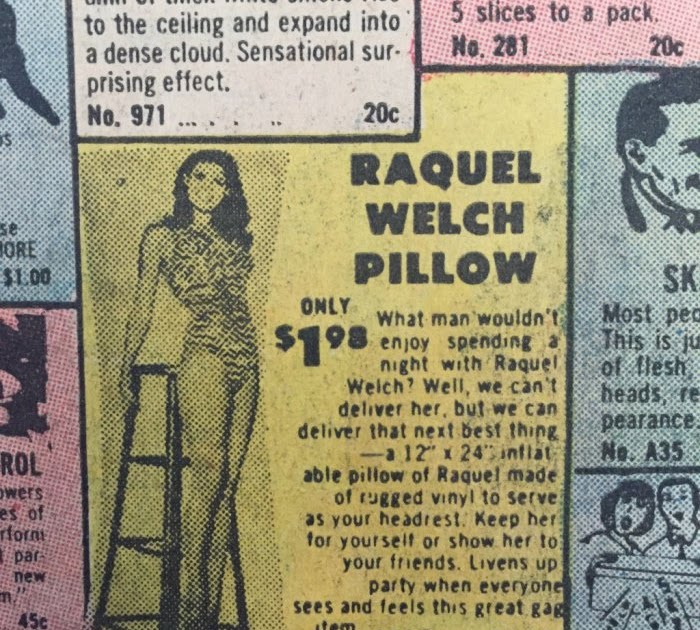 to the ceiling and expand into
a dense cloud. Sensational sur-
prising effect.
No. 971 ... . . .. 20c
5 slices to a pack.
No. 281 20c
RAQUEL
WELCH
PILLOW
ONLY
$1.98
What man wouldn't
enjoy spending a
night with Raquel
Welch? Well, we can't
deliver her, but we can
deliver that next best thing
—a 12" x 24" inflat-
able pillow of Raquel made
of rugged vinyl to serve
as your headrest. Keep her
for yourself or show her to
your friends. Livens up
party when everyone
sees and feels this great gag
item
se
MORE
$1.00
ROL
owers
es of
rform
t par-
new
m"
45c
SK
Most peo
This is ju
of flesh
heads, re
pearance.
No. A35